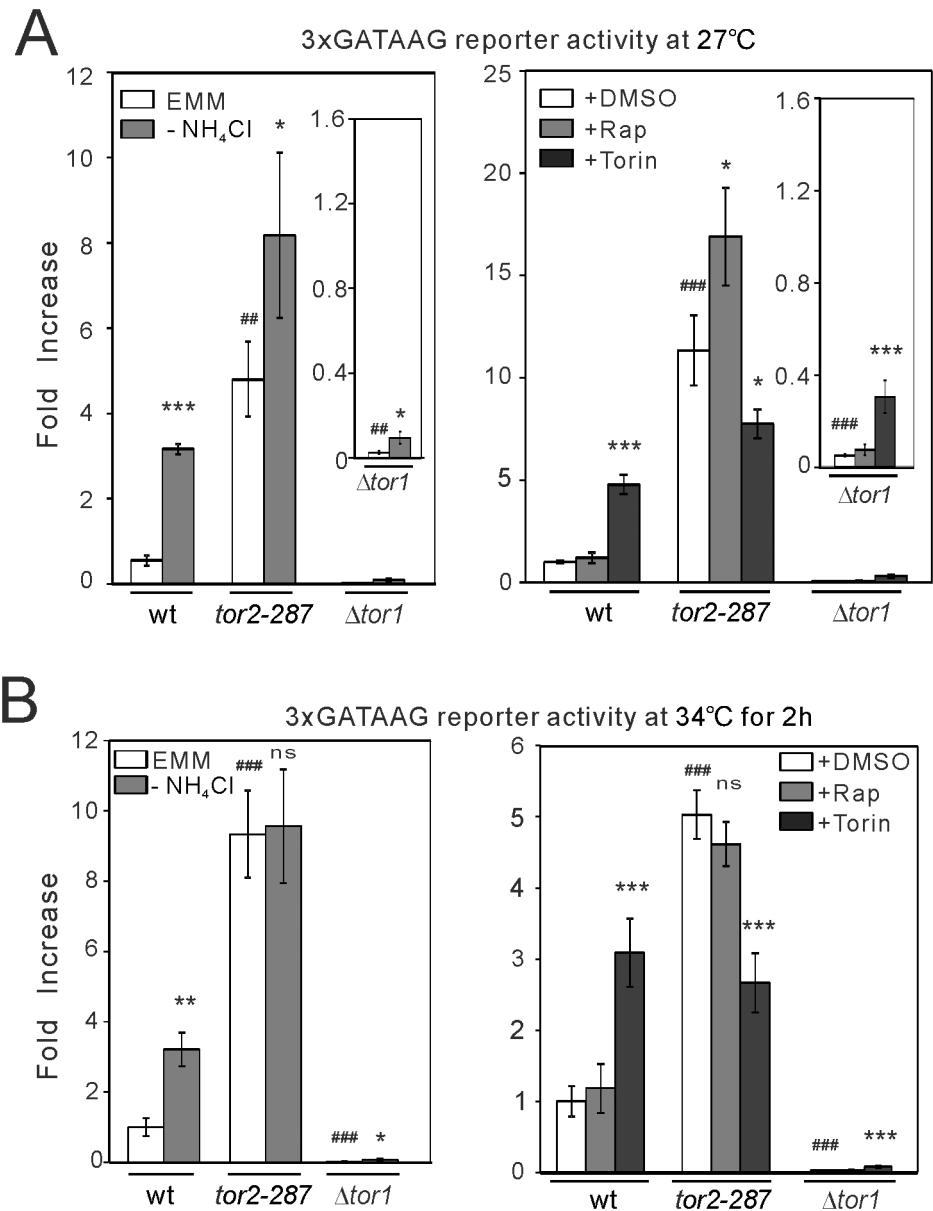 A
3xGATAAG reporter activity at 27℃
Fold Increase
12
10
8
6
4
2
0
EMM
- NH₄Cl
***
##
*
1.6
1.2
0.8
0.4
0
##
*
Δtor1
wt
tor2-287
Δtor1
25
20
15
10
5
0
+DMSO
+Rap
+Torin
***
###
*
*
1.6
1.2
0.8
0.4
0
###
***
Δtor1
wt
tor2-287
Δtor1
B
3xGATAAG reporter activity at 34℃ for 2h
Fold Increase
12
10
8
6
4
2
0
EMM
- NH₄Cl
**
###
ns
###
*
wt
tor2-287
Δtor1
6
5
4
3
2
1
0
+DMSO
+Rap
+Torin
***
###
ns
***
###
***
wt
tor2-287
Δtor1